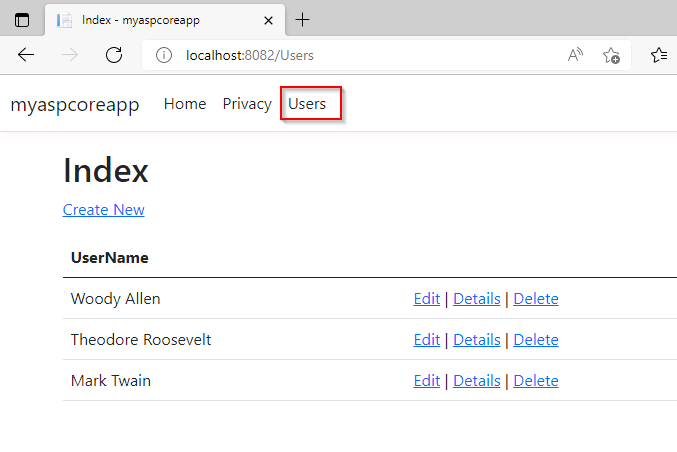 Index - myaspcoreapp
localhost:8082/Users
myaspcoreapp Home Privacy Users
Index
Create New
UserName
Woody Allen Edit | Details | Delete
Theodore Roosevelt Edit | Details | Delete
Mark Twain Edit | Details | Delete